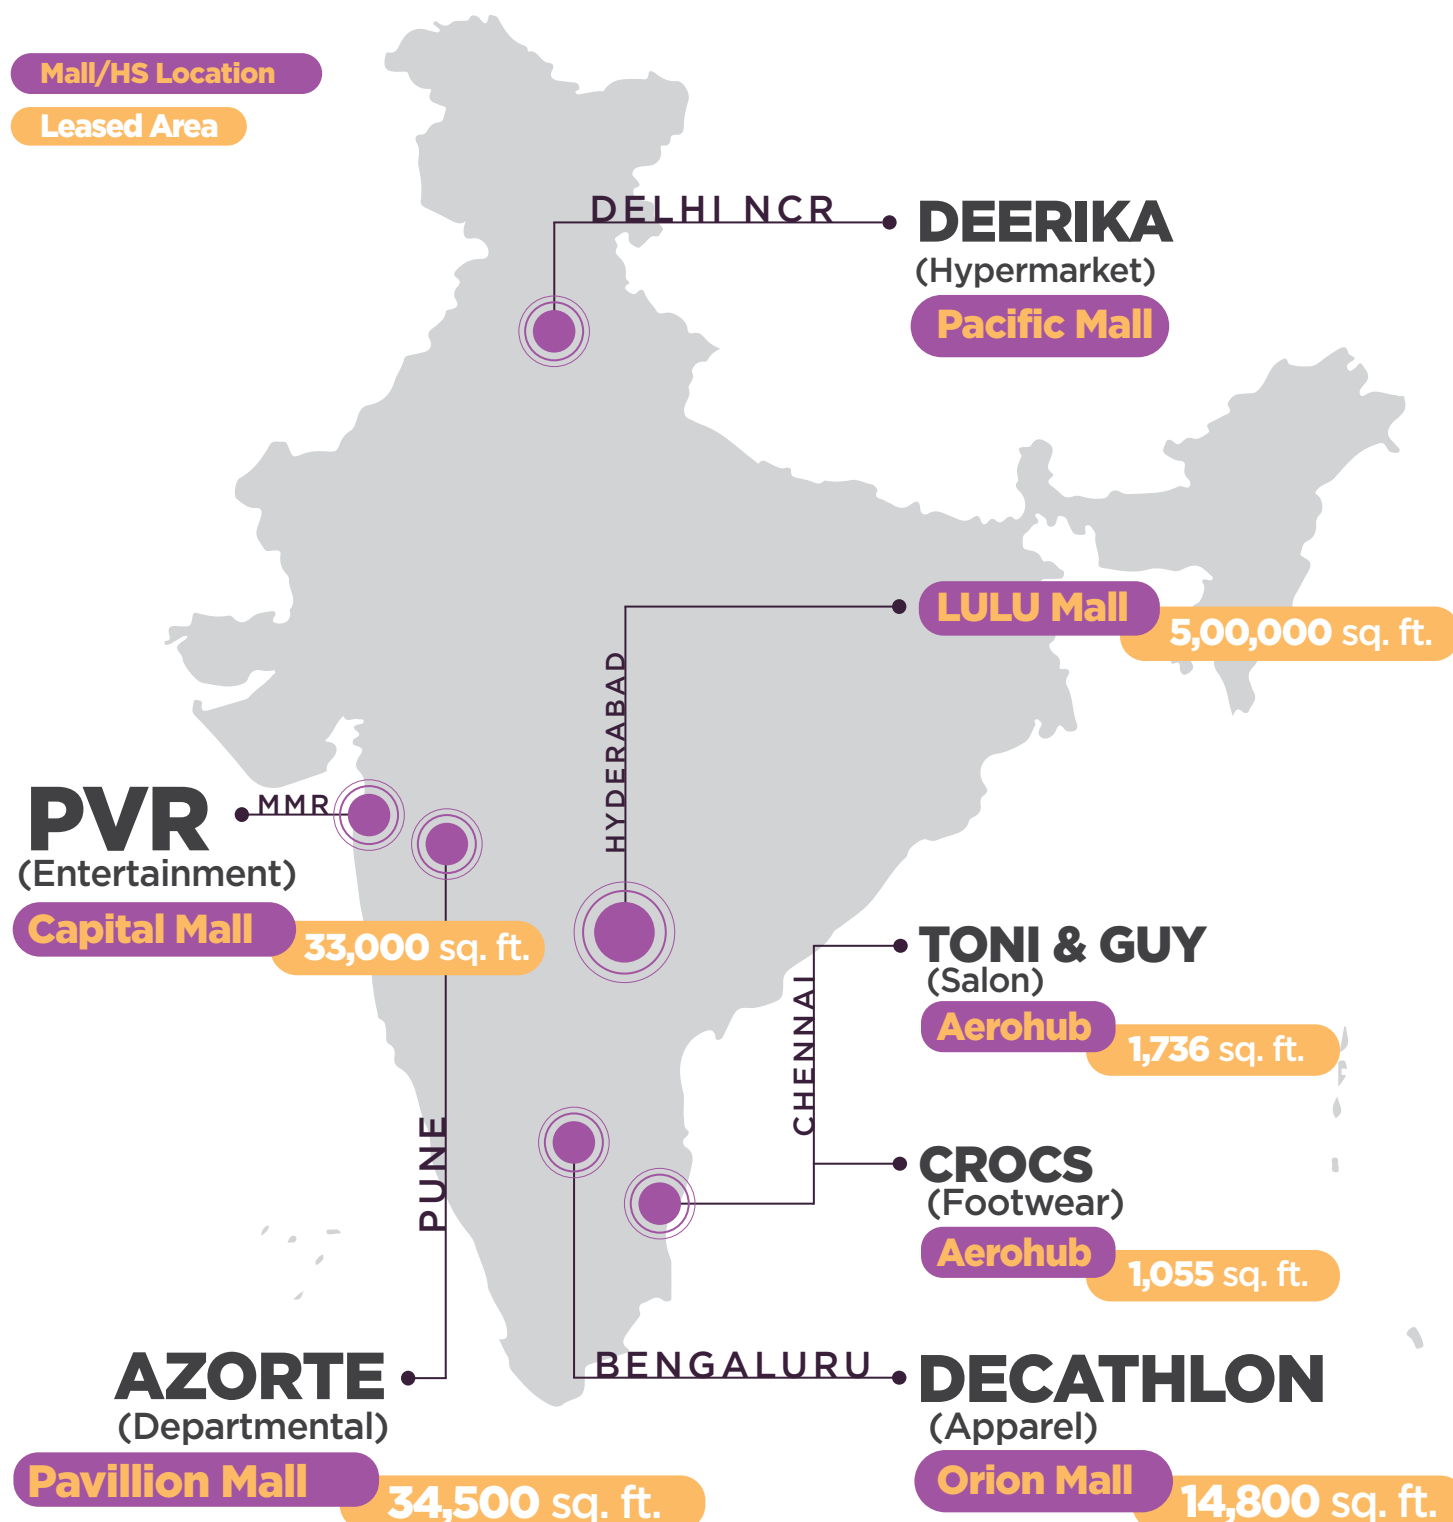 Mall/HS Location
Leased Area
DELHI NCR
DEERIKA
(Hypermarket)
Pacific Mall
HYDERABAD
LULU Mall
5,00,000 sq. ft.
MMR
PVR
(Entertainment)
Capital Mall
33,000 sq. ft.
CHENNAI
TONI & GUY
(Salon)
Aerohub
1,736 sq. ft.
CROCS
(Footwear)
Aerohub
1,055 sq. ft.
PUNE
AZORTE
(Departmental)
Pavillion Mall
34,500 sq. ft.
BENGALURU
DECATHLON
(Apparel)
Orion Mall
14,800 sq. ft.